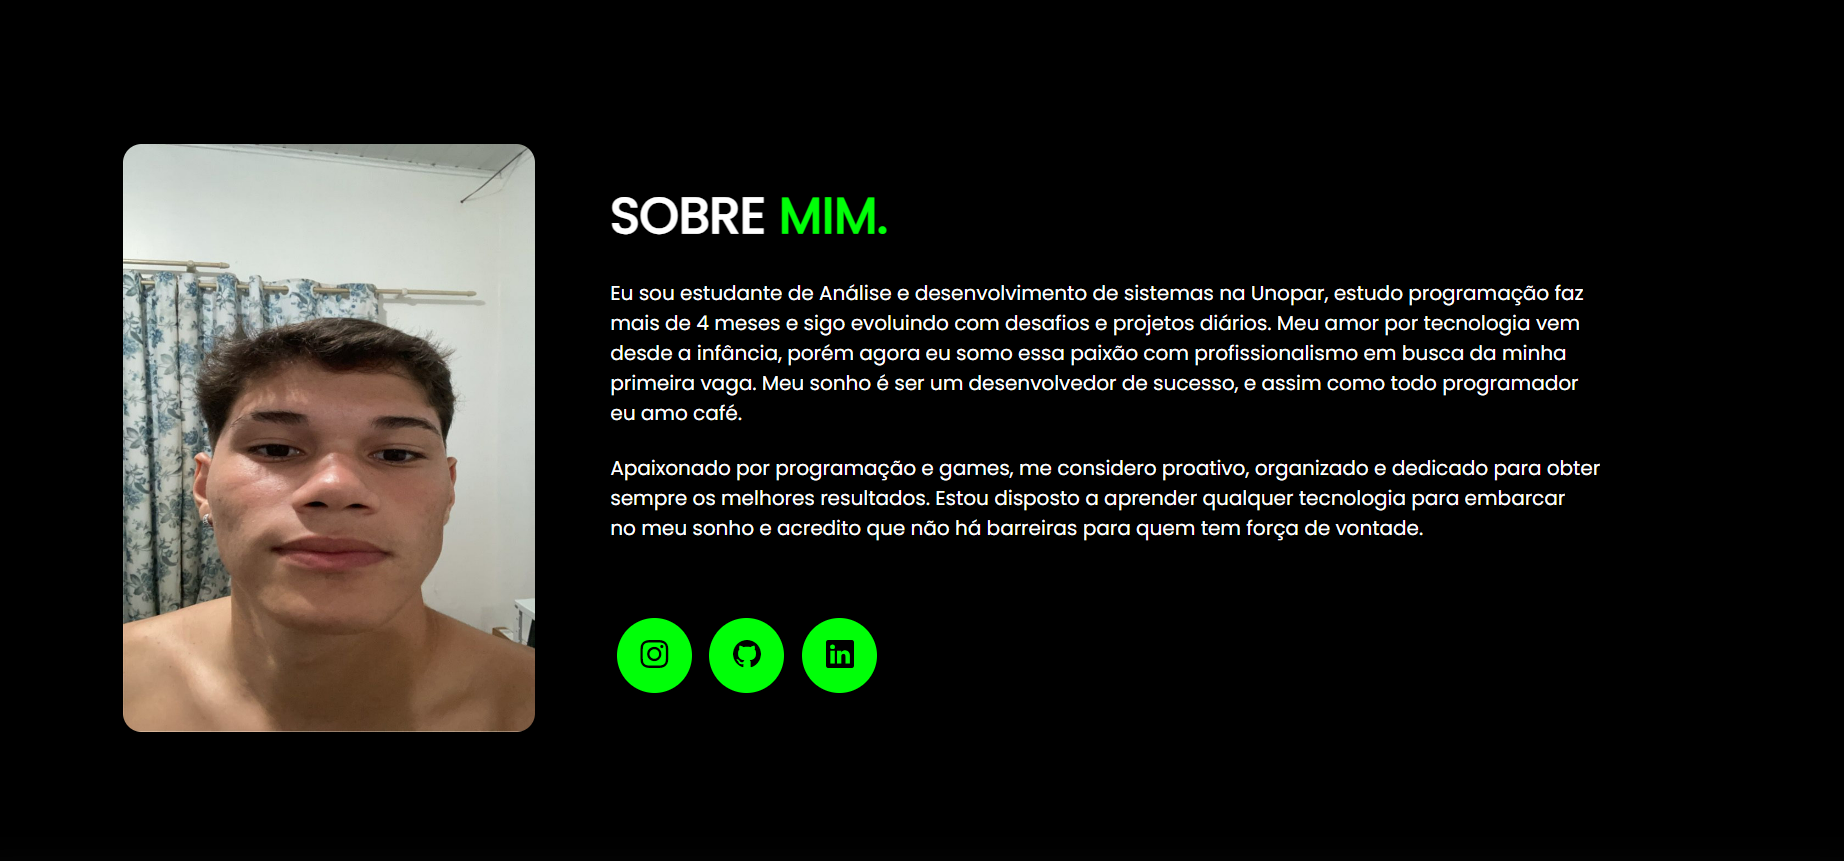 SOBRE MIM.
Eu sou estudante de Análise e desenvolvimento de sistemas na Unopar, estudo programação faz
mais de 4 meses e sigo evoluindo com desafios e projetos diários. Meu amor por tecnologia vem
desde a infância, porém agora eu somo essa paixão com profissionalismo em busca da minha
primeira vaga. Meu sonho é ser um desenvolvedor de sucesso, e assim como todo programador
eu amo café.
Apaixonado por programação e games, me considero proativo, organizado e dedicado para obter
sempre os melhores resultados. Estou disposto a aprender qualquer tecnologia para embarcar
no meu sonho e acredito que não há barreiras para quem tem força de vontade.
in